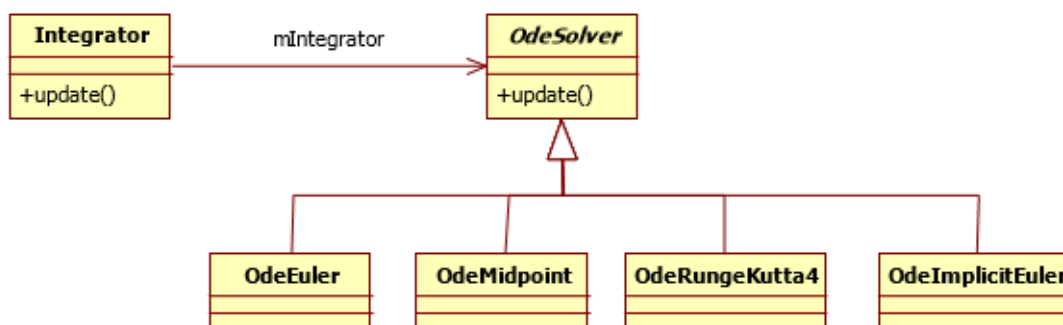 Integrator
mIntegrator
OdeSolver
+update()
+update()
OdeEuler
OdeMidpoint
OdeRungeKutta4
OdeImplicitEuler